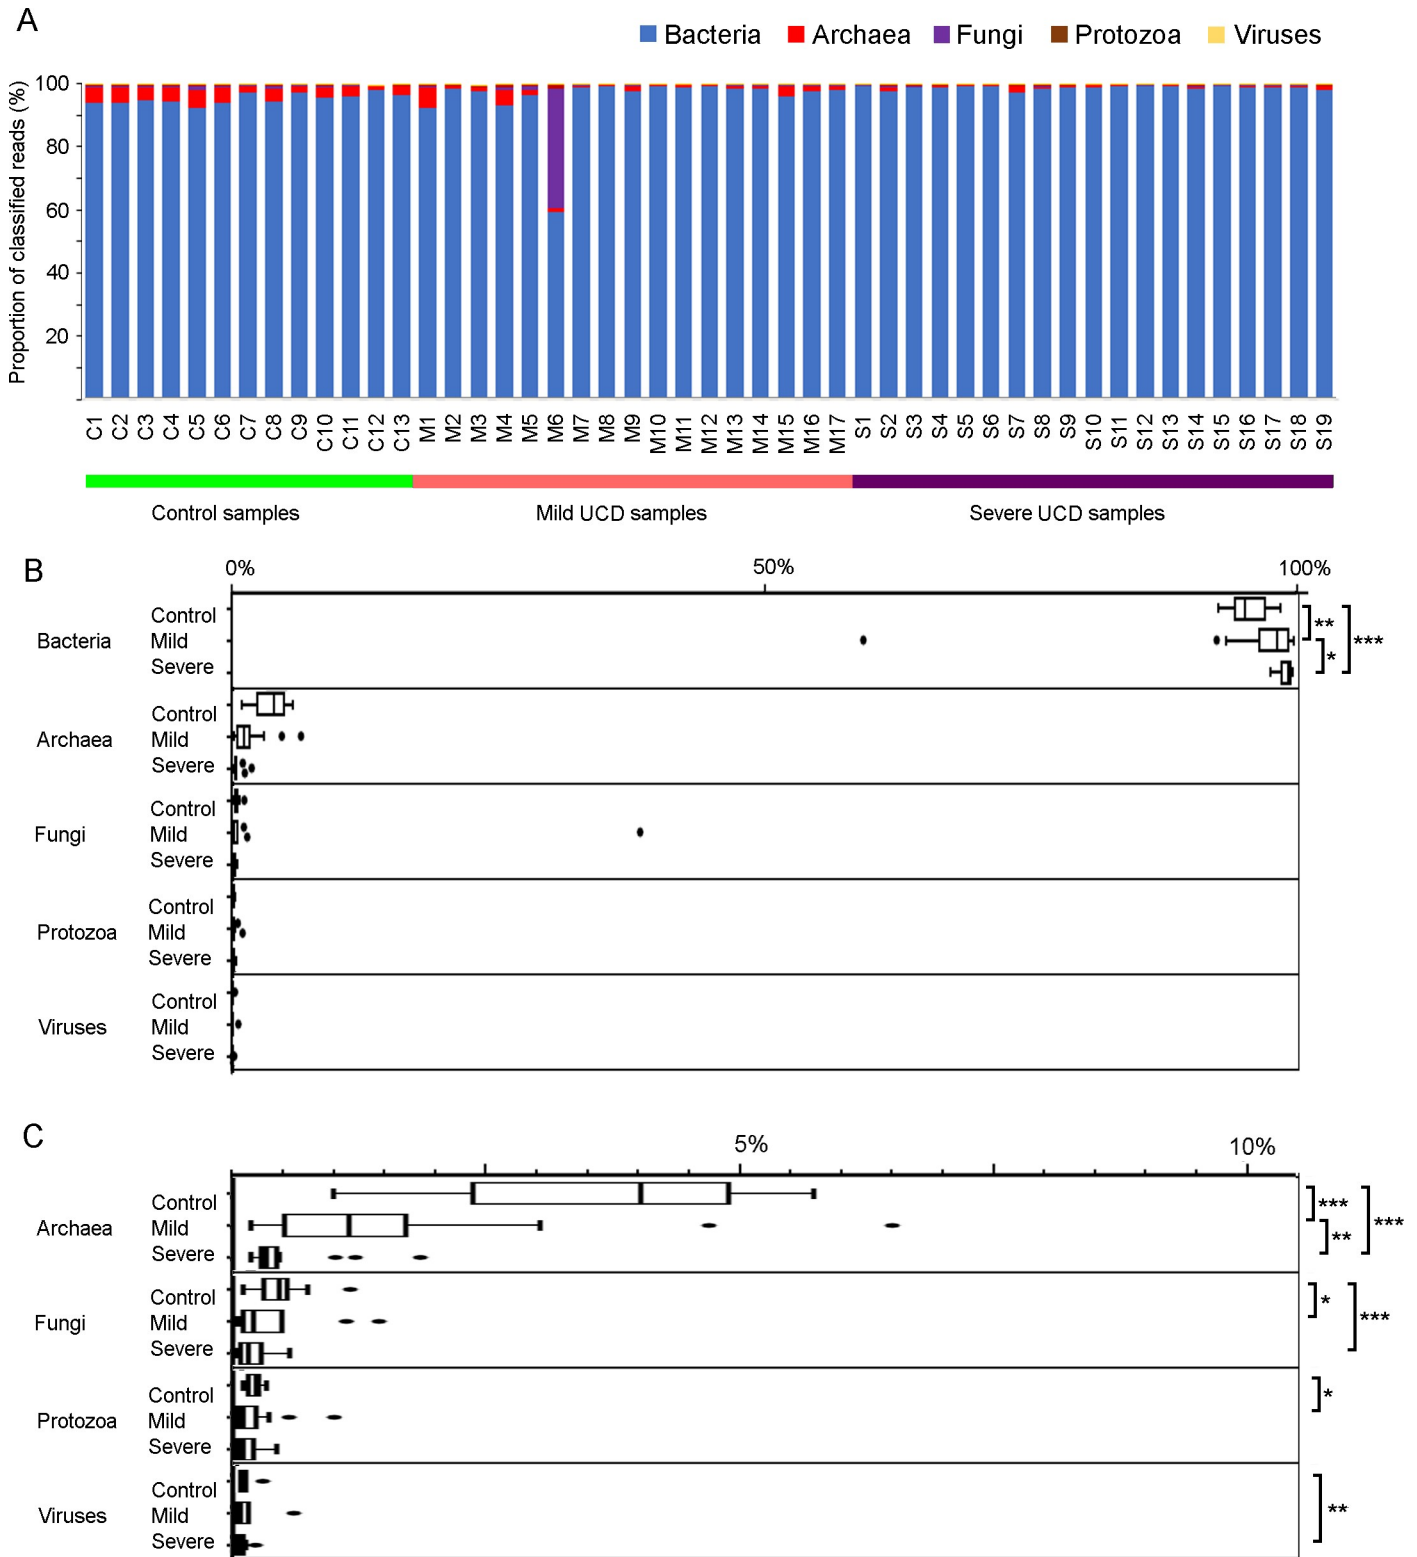 A
Bacteria Archaea Fungi Protozoa Viruses
Proportion of classified reads (%)
100
80
60
40
20
C1 C2 C3 C4 C5 C6 C7 C8 C9 C10 C11 C12 C13 M1 M2 M3 M4 M5 M6 M7 M8 M9 M10 M11 M12 M13 M14 M15 M16 M17 S1 S2 S3 S4 S5 S6 S7 S8 S9 S10 S11 S12 S13 S14 S15 S16 S17 S18 S19
Control samples Mild UCD samples Severe UCD samples
B
0% 50% 100%
Bacteria
Control
Mild
Severe
** * ***
Archaea
Control
Mild
Severe
Fungi
Control
Mild
Severe
Protozoa
Control
Mild
Severe
Viruses
Control
Mild
Severe
C
5% 10%
Archaea
Control
Mild
Severe
*** ** ***
Fungi
Control
Mild
Severe
* ***
Protozoa
Control
Mild
Severe
*
Viruses
Control
Mild
Severe
**